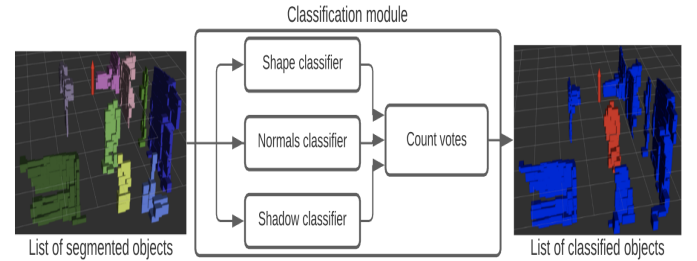 Classification module
Shape classifier
Normals classifier
Count votes
Shadow classifier
List of segmented objects
List of classified objects